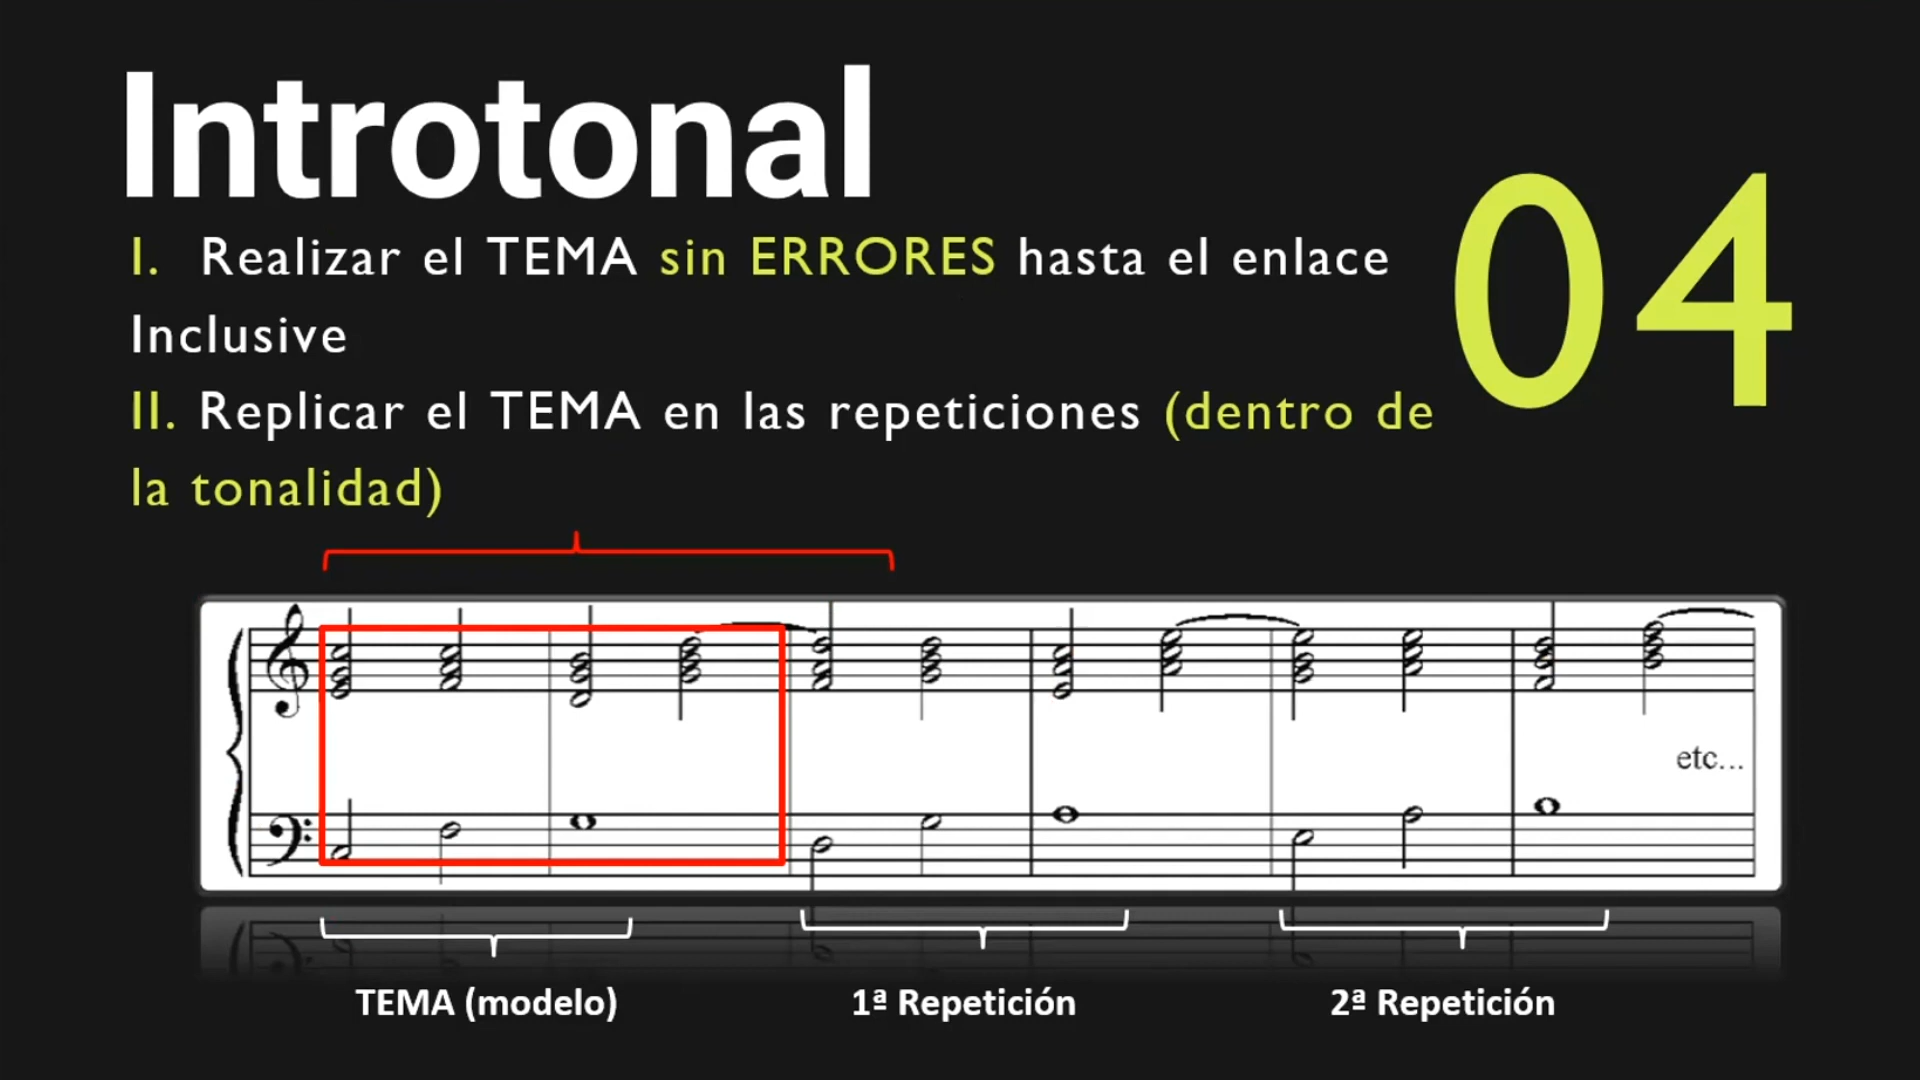 Introtonal
04
I. Realizar el TEMA sin ERRORES hasta el enlace
Inclusive
II. Replicar el TEMA en las repeticiones (dentro de
la tonalidad)
etc...
TEMA (modelo)
1ª Repetición
2ª Repetición